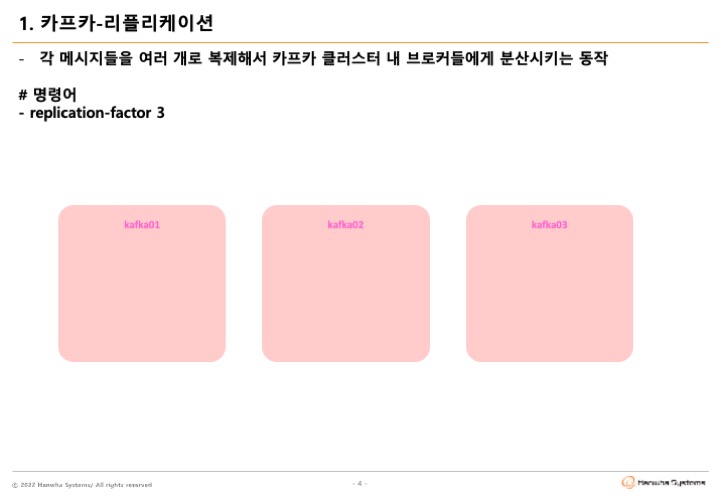 1. 카프카-리플리케이션
- 각 메시지들을 여러 개로 복제해서 카프카 클러스터 내 브로커들에게 분산시키는 동작
# 명령어
- replication-factor 3
kafka01
kafka02
kafka03
© 2022 Hanwha Systems/ All rights reserved
- 4 -
Hanwha Systems